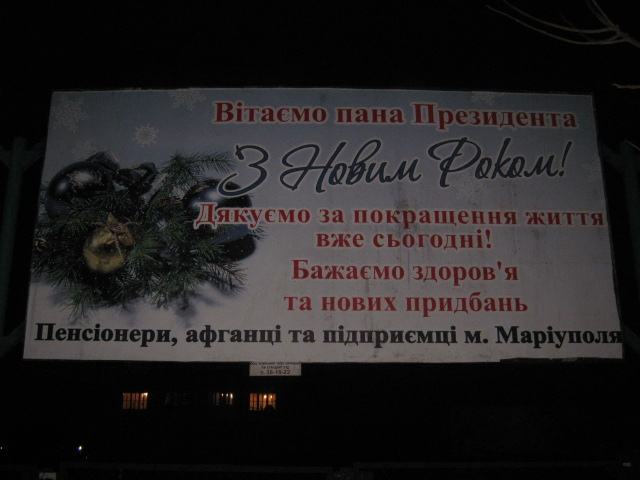 Вітаємо пана Президента
З Новим Роком!
Дякуємо за покращення життя
вже сьогодні!
Бажаємо здоров'я
та нових придбань
Пенсіонери, афганці та підприємці м. Маріуполя